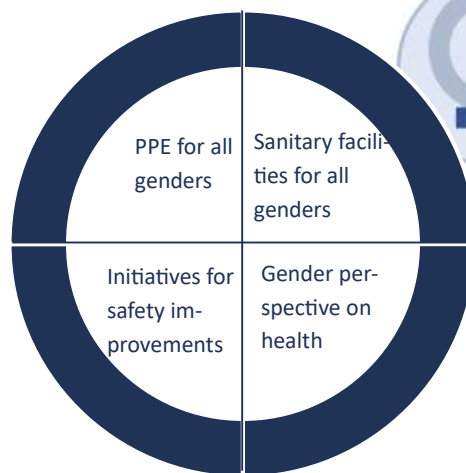 PPE for all
genders
Sanitary facili-
ties for all
genders
Initiatives for
safety im-
provements
Gender per-
spective on
health